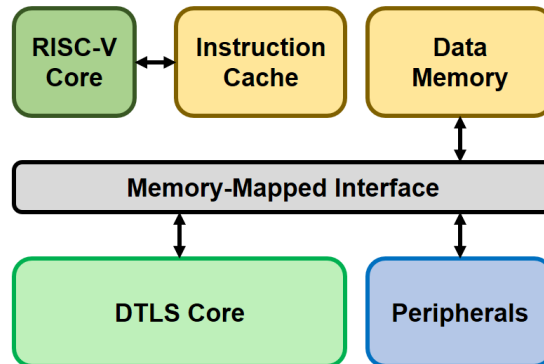 RISC-V
Core
Instruction
Cache
Data
Memory
Memory-Mapped Interface
DTLS Core
Peripherals